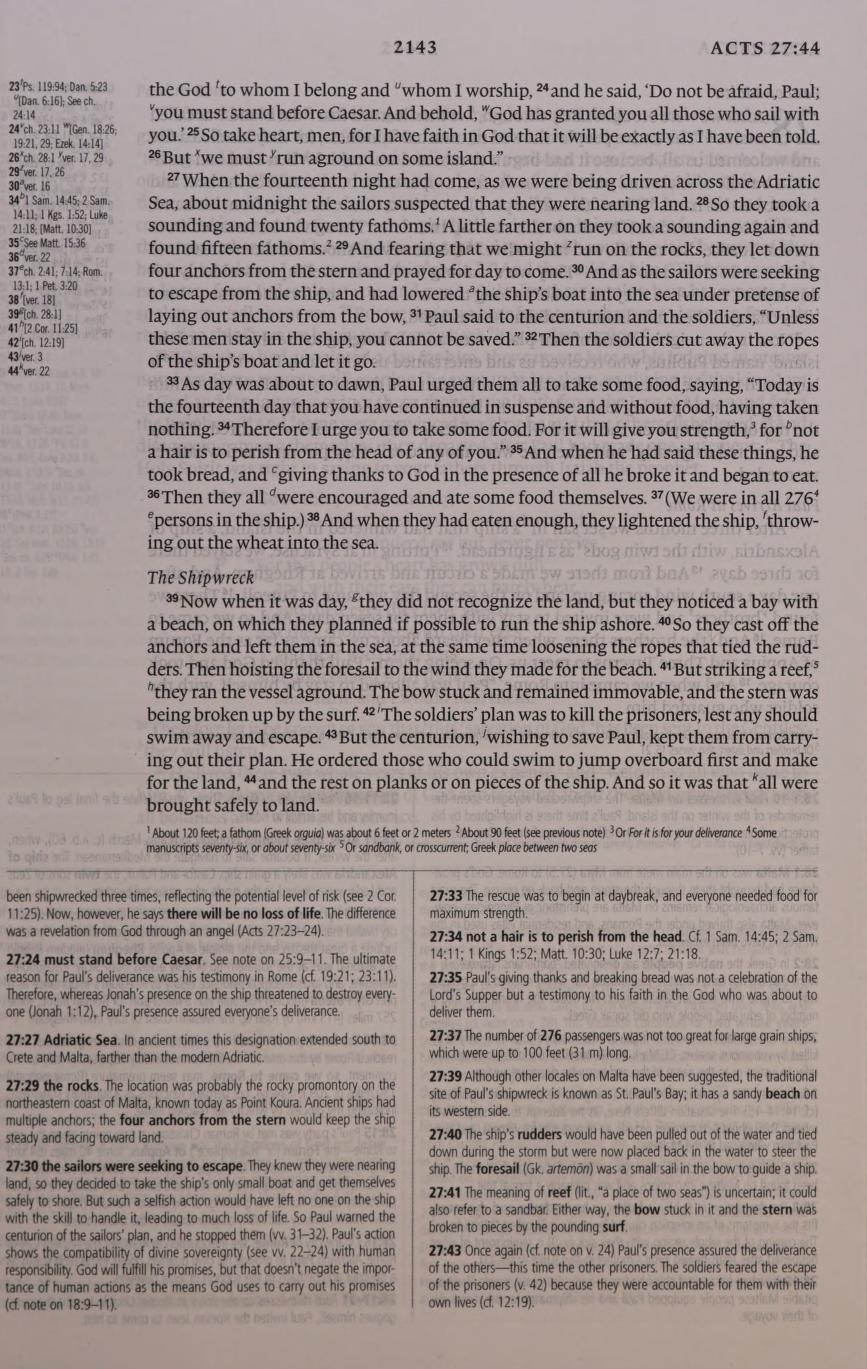 2143 ACTS 27:44
23 ᵗPs. 119:94; Dan. 5:23
ᵘ[Dan. 6:16]; See ch.
24:14
24 ᵛch. 23:11 ʷ[Gen. 18:26;
19:21, 29; Ezek. 14:14]
26 ˣch. 28:1 ʸver. 17, 29
29 ᶻver. 17, 26
30 ᵃver. 16
34 ᵇ1 Sam. 14:45; 2 Sam.
14:11; 1 Kgs. 1:52; Luke
21:18; [Matt. 10:30]
35 ᶜSee Matt. 15:36
36 ᵈver. 22
37 ᵉch. 2:41; 7:14; Rom.
13:1; 1 Pet. 3:20
38 ᶠ[ver. 18]
39 ᵍ[ch. 28:1]
41 ʰ[2 Cor. 11:25]
42 ⁱ[ch. 12:19]
43 ʲver. 3
44 ᵏver. 22
the God ᵗto whom I belong and ᵘwhom I worship, 24 and he said, ‘Do not be afraid, Paul;
ᵛyou must stand before Caesar. And behold, ʷGod has granted you all those who sail with
you.’ 25 So take heart, men, for I have faith in God that it will be exactly as I have been told.
26 But ˣwe must ʸrun aground on some island.”
27 When the fourteenth night had come, as we were being driven across the Adriatic
Sea, about midnight the sailors suspected that they were nearing land. 28 So they took a
sounding and found twenty fathoms.¹ A little farther on they took a sounding again and
found fifteen fathoms.² 29 And fearing that we might ᶻrun on the rocks, they let down
four anchors from the stern and prayed for day to come. 30 And as the sailors were seeking
to escape from the ship, and had lowered ᵃthe ship’s boat into the sea under pretense of
laying out anchors from the bow, 31 Paul said to the centurion and the soldiers, “Unless
these men stay in the ship, you cannot be saved.” 32 Then the soldiers cut away the ropes
of the ship’s boat and let it go.
33 As day was about to dawn, Paul urged them all to take some food, saying, “Today is
the fourteenth day that you have continued in suspense and without food, having taken
nothing. 34 Therefore I urge you to take some food. For it will give you strength,³ for ᵇnot
a hair is to perish from the head of any of you.” 35 And when he had said these things, he
took bread, and ᶜgiving thanks to God in the presence of all he broke it and began to eat.
36 Then they all ᵈwere encouraged and ate some food themselves. 37 (We were in all 276⁴
ᵉpersons in the ship.) 38 And when they had eaten enough, they lightened the ship, ᶠthrow-
ing out the wheat into the sea.
The Shipwreck
39 Now when it was day, ᵍthey did not recognize the land, but they noticed a bay with
a beach, on which they planned if possible to run the ship ashore. 40 So they cast off the
anchors and left them in the sea, at the same time loosening the ropes that tied the rud-
ders. Then hoisting the foresail to the wind they made for the beach. 41 But striking a reef,⁵
ʰthey ran the vessel aground. The bow stuck and remained immovable, and the stern was
being broken up by the surf. 42 ⁱThe soldiers’ plan was to kill the prisoners, lest any should
swim away and escape. 43 But the centurion, ʲwishing to save Paul, kept them from carry-
ing out their plan. He ordered those who could swim to jump overboard first and make
for the land, 44 and the rest on planks or on pieces of the ship. And so it was that ᵏall were
brought safely to land.
¹ About 120 feet; a fathom (Greek orguia) was about 6 feet or 2 meters ² About 90 feet (see previous note) ³ Or For it is for your deliverance ⁴ Some
manuscripts seventy-six, or about seventy-six ⁵ Or sandbank, or crosscurrent; Greek place between two seas
been shipwrecked three times, reflecting the potential level of risk (see 2 Cor.
11:25). Now, however, he says there will be no loss of life. The difference
was a revelation from God through an angel (Acts 27:23–24).
27:24 must stand before Caesar. See note on 25:9–11. The ultimate
reason for Paul’s deliverance was his testimony in Rome (cf. 19:21; 23:11).
Therefore, whereas Jonah’s presence on the ship threatened to destroy every-
one (Jonah 1:12), Paul’s presence assured everyone’s deliverance.
27:27 Adriatic Sea. In ancient times this designation extended south to
Crete and Malta, farther than the modern Adriatic.
27:29 the rocks. The location was probably the rocky promontory on the
northeastern coast of Malta, known today as Point Koura. Ancient ships had
multiple anchors; the four anchors from the stern would keep the ship
steady and facing toward land.
27:30 the sailors were seeking to escape. They knew they were nearing
land, so they decided to take the ship’s only small boat and get themselves
safely to shore. But such a selfish action would have left no one on the ship
with the skill to handle it, leading to much loss of life. So Paul warned the
centurion of the sailors’ plan, and he stopped them (vv. 31–32). Paul’s action
shows the compatibility of divine sovereignty (see vv. 22–24) with human
responsibility. God will fulfill his promises, but that doesn’t negate the impor-
tance of human actions as the means God uses to carry out his promises
(cf. note on 18:9–11).
27:33 The rescue was to begin at daybreak, and everyone needed food for
maximum strength.
27:34 not a hair is to perish from the head. Cf. 1 Sam. 14:45; 2 Sam.
14:11; 1 Kings 1:52; Matt. 10:30; Luke 12:7; 21:18.
27:35 Paul’s giving thanks and breaking bread was not a celebration of the
Lord’s Supper but a testimony to his faith in the God who was about to
deliver them.
27:37 The number of 276 passengers was not too great for large grain ships,
which were up to 100 feet (31 m) long.
27:39 Although other locales on Malta have been suggested, the traditional
site of Paul’s shipwreck is known as St. Paul’s Bay; it has a sandy beach on
its western side.
27:40 The ship’s rudders would have been pulled out of the water and tied
down during the storm but were now placed back in the water to steer the
ship. The foresail (Gk. artemōn) was a small sail in the bow to guide a ship.
27:41 The meaning of reef (lit., “a place of two seas”) is uncertain; it could
also refer to a sandbar. Either way, the bow stuck in it and the stern was
broken to pieces by the pounding surf.
27:43 Once again (cf. note on v. 24) Paul’s presence assured the deliverance
of the others—this time the other prisoners. The soldiers feared the escape
of the prisoners (v. 42) because they were accountable for them with their
own lives (cf. 12:19).